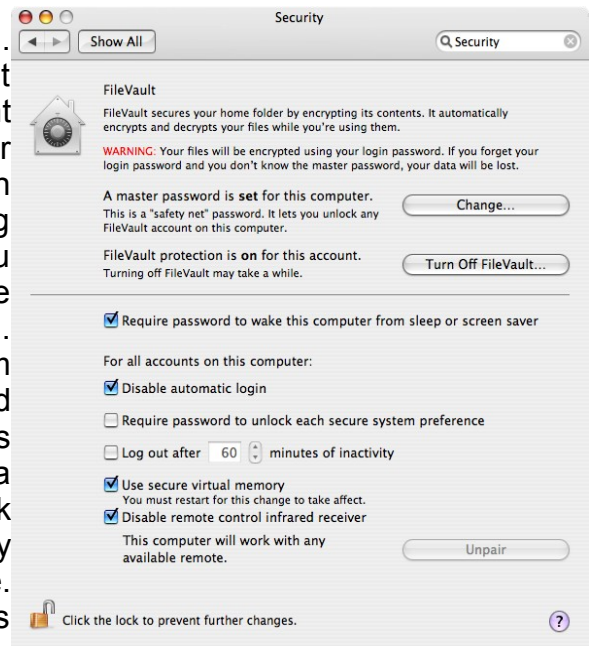 Security
Show All
Security
FileVault
FileVault secures your home folder by encrypting its contents. It automatically
encrypts and decrypts your files while you're using them.
WARNING: Your files will be encrypted using your login password. If you forget your
login password and you don't know the master password, your data will be lost.
A master password is set for this computer.
This is a "safety net" password. It lets you unlock any
FileVault account on this computer.
Change...
FileVault protection is on for this account.
Turning off FileVault may take a while.
Turn Off FileVault...
Require password to wake this computer from sleep or screen saver
For all accounts on this computer:
Disable automatic login
Require password to unlock each secure system preference
Log out after 60 minutes of inactivity
Use secure virtual memory
You must restart for this change to take affect.
Disable remote control infrared receiver
This computer will work with any
available remote.
Unpair
Click the lock to prevent further changes.
?